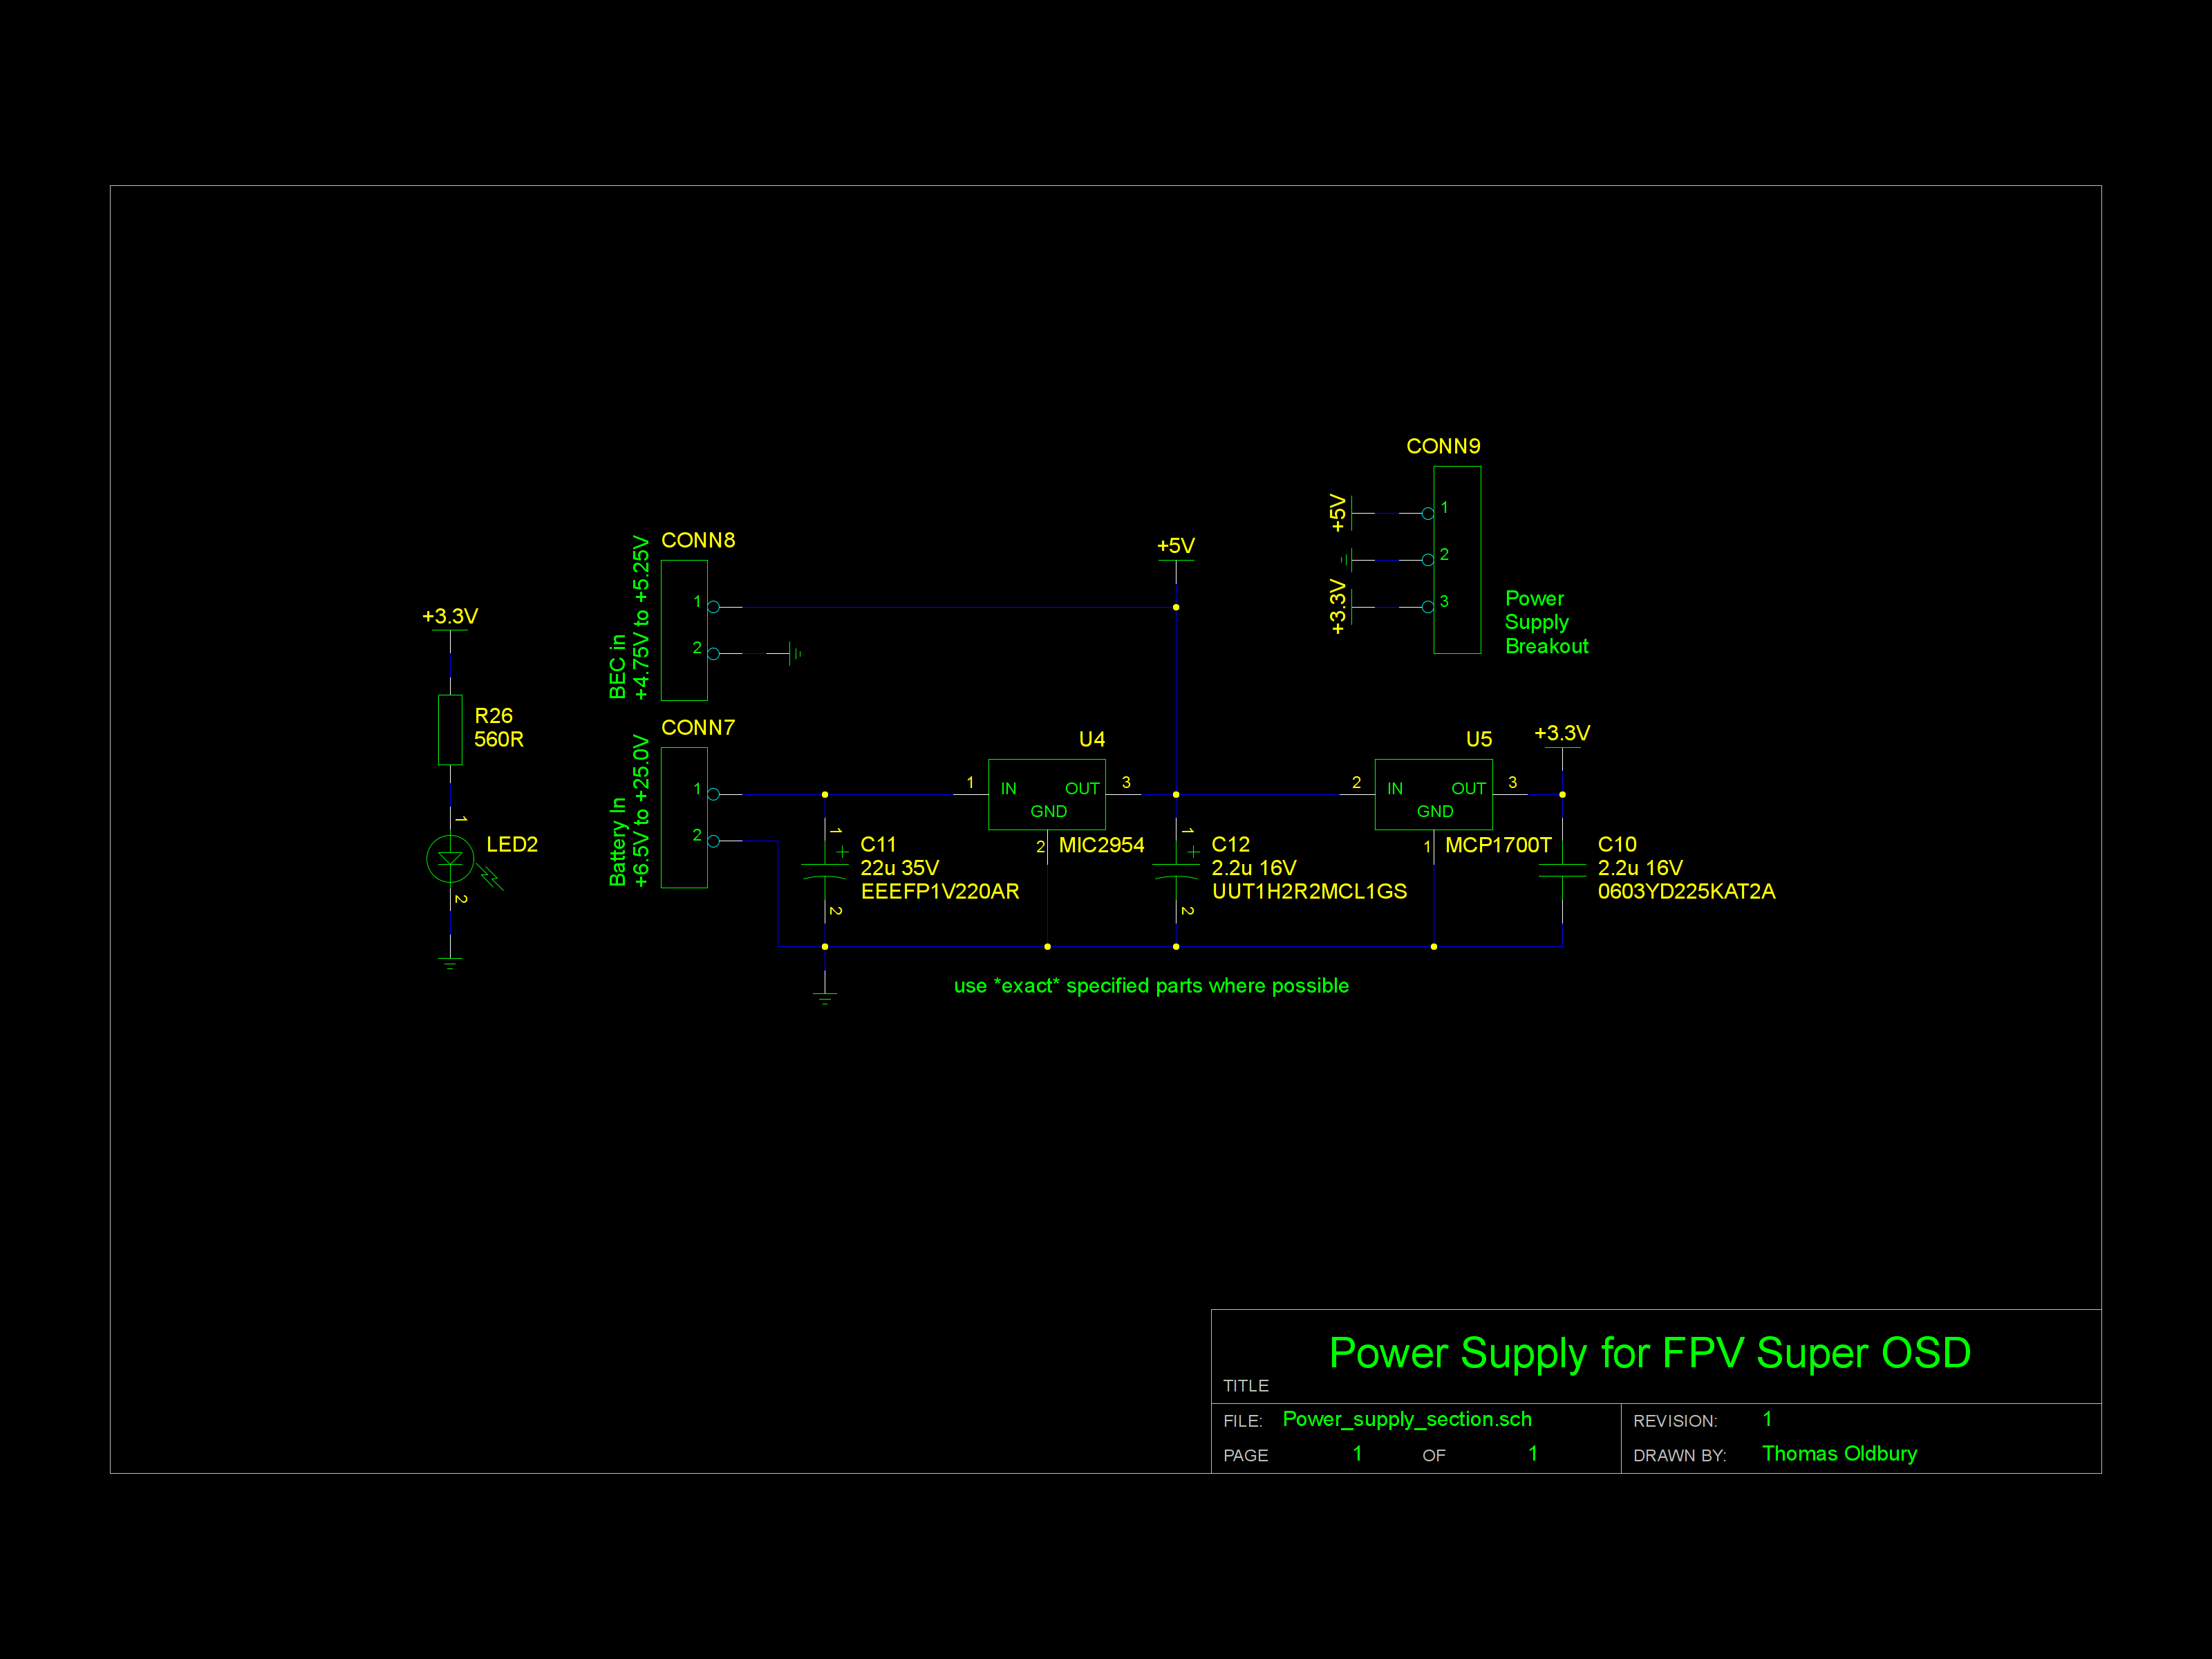 +3.3V
R26
560R
1
LED2
2
BEC in
+4.75V to +5.25V
CONN8
1
2
Battery In
+6.5V to +25.0V
CONN7
1
2
1
+
C11
22u 35V
EEEFP1V220AR
2
U4
1
IN
OUT
3
GND
2
MIC2954
+5V
1
+
C12
2.2u 16V
UUT1H2R2MCL1GS
2
CONN9
+5V
1
2
+3.3V
3
Power
Supply
Breakout
U5
2
IN
OUT
3
GND
1
MCP1700T
+3.3V
C10
2.2u 16V
0603YD225KAT2A
use *exact* specified parts where possible
Power Supply for FPV Super OSD
TITLE
FILE: Power_supply_section.sch
REVISION: 1
PAGE 1 OF 1
DRAWN BY: Thomas Oldbury